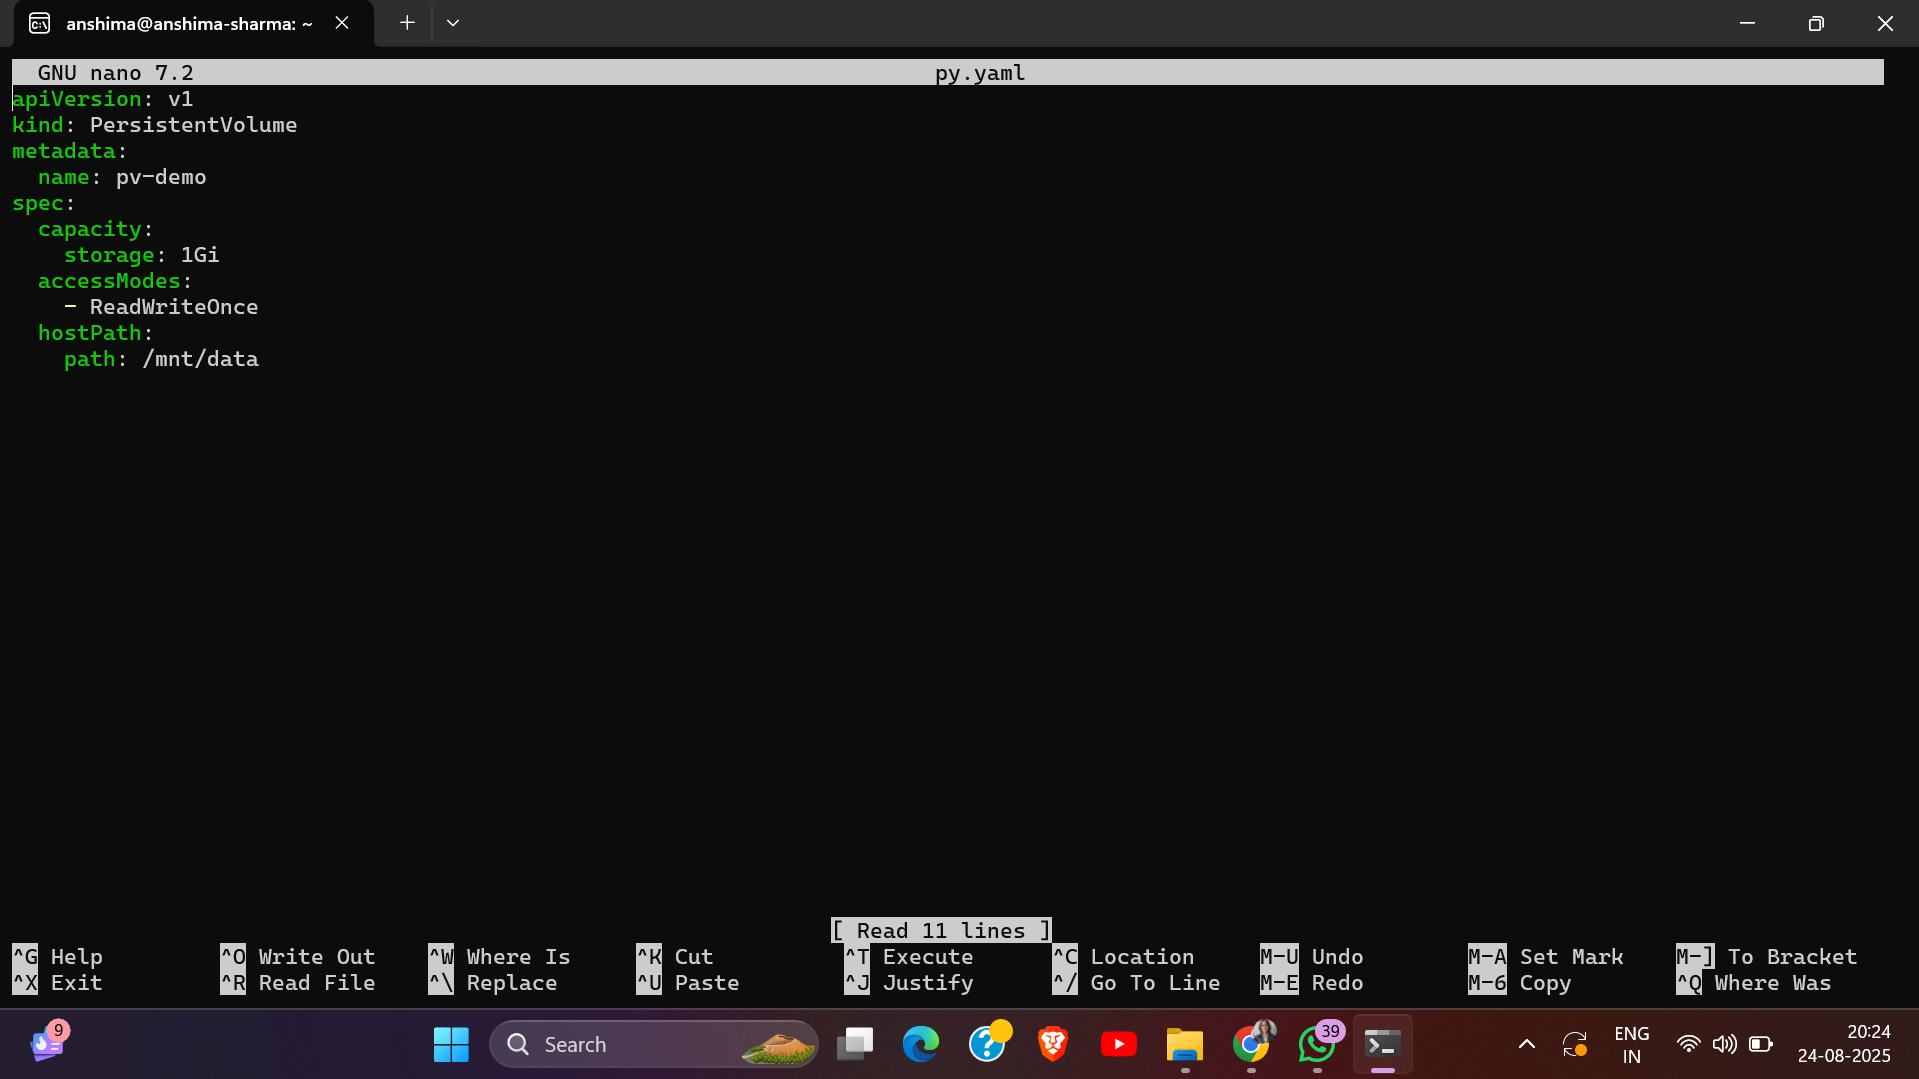 anshima@anshima-sharma: ~
GNU nano 7.2 py.yaml
apiVersion: v1
kind: PersistentVolume
metadata:
  name: pv-demo
spec:
  capacity:
    storage: 1Gi
  accessModes:
    - ReadWriteOnce
  hostPath:
    path: /mnt/data
[ Read 11 lines ]
^G Help ^O Write Out ^W Where Is ^K Cut ^T Execute ^C Location M-U Undo M-A Set Mark M-] To Bracket
^X Exit ^R Read File ^\ Replace ^U Paste ^J Justify ^/ Go To Line M-E Redo M-6 Copy ^Q Where Was
9
Search
39
ENG
IN
20:24
24-08-2025